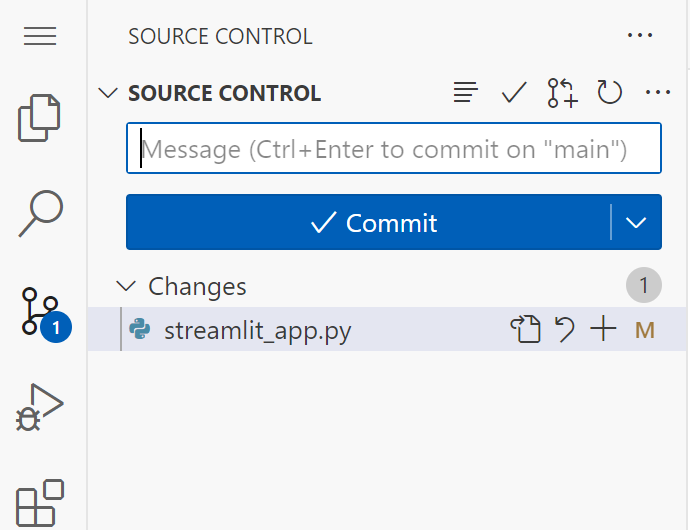 SOURCE CONTROL
SOURCE CONTROL
Message (Ctrl+Enter to commit on "main")
Commit
Changes 1
1
streamlit_app.py M